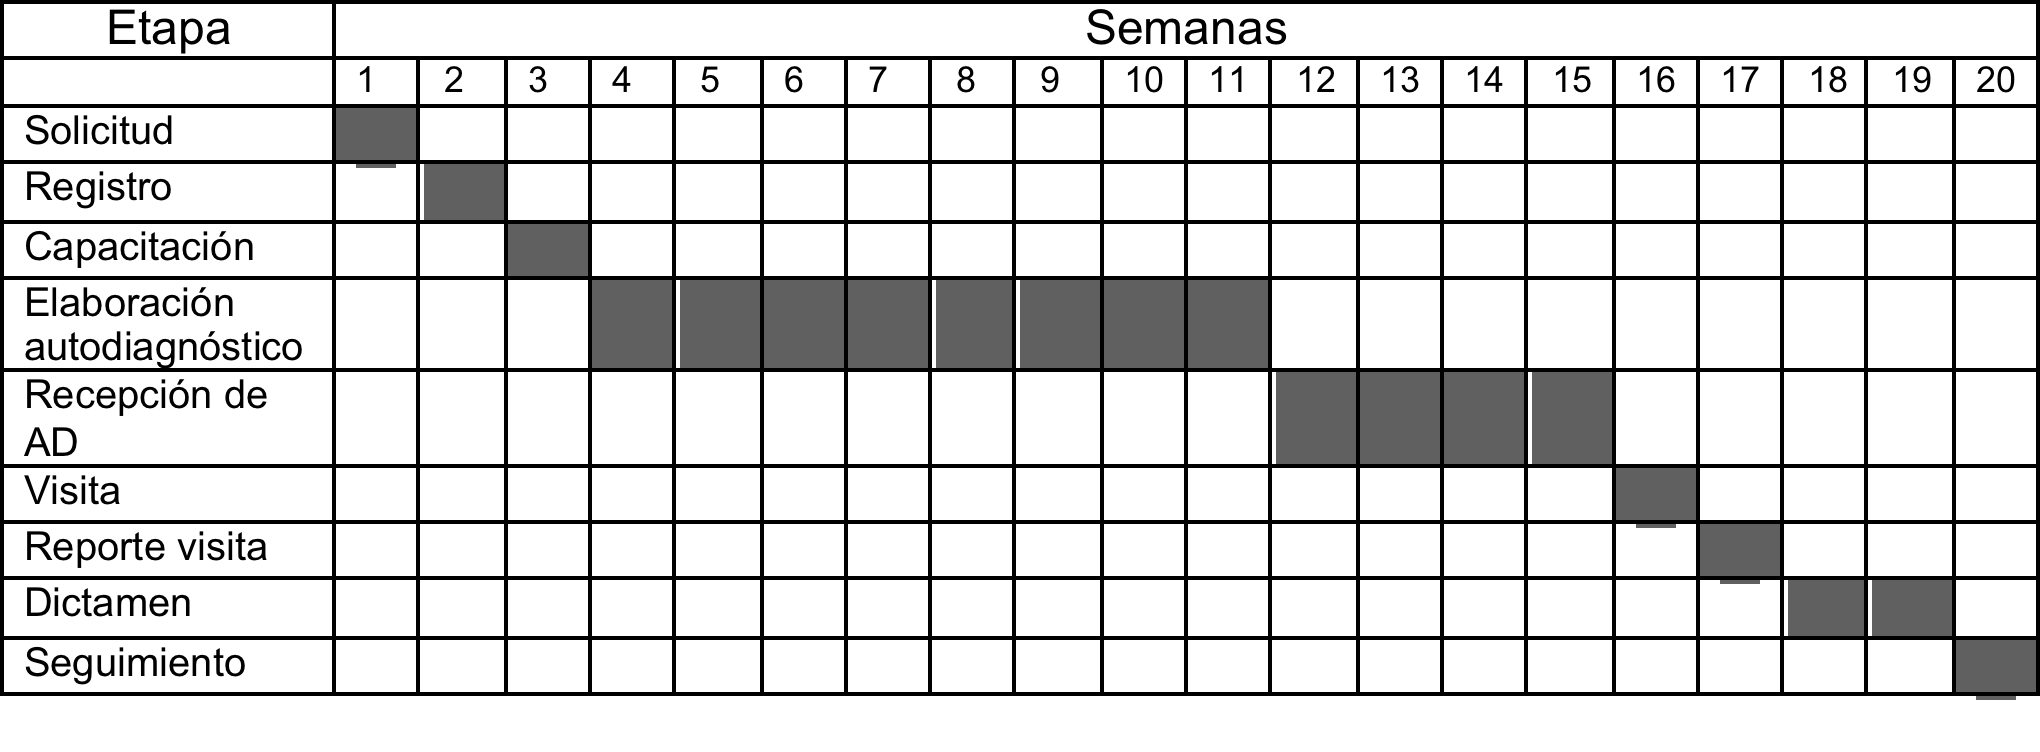 Etapa Semanas
1 2 3 4 5 6 7 8 9 10 11 12 13 14 15 16 17 18 19 20
Solicitud
Registro
Capacitación
Elaboración
autodiagnóstico
Recepción de
AD
Visita
Reporte visita
Dictamen
Seguimiento